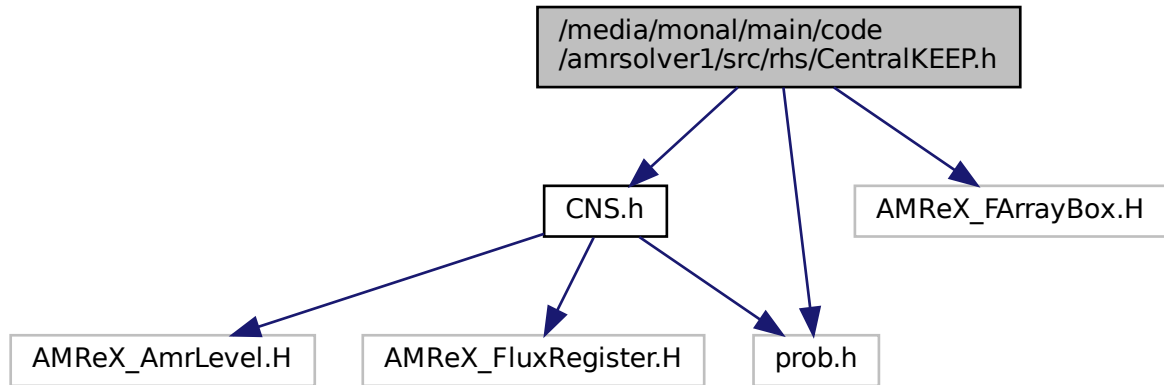 /media/monal/main/code
/amrsolver1/src/rhs/CentralKEEP.h
CNS.h
AMReX_FArrayBox.H
AMReX_AmrLevel.H
AMReX_FluxRegister.H
prob.h